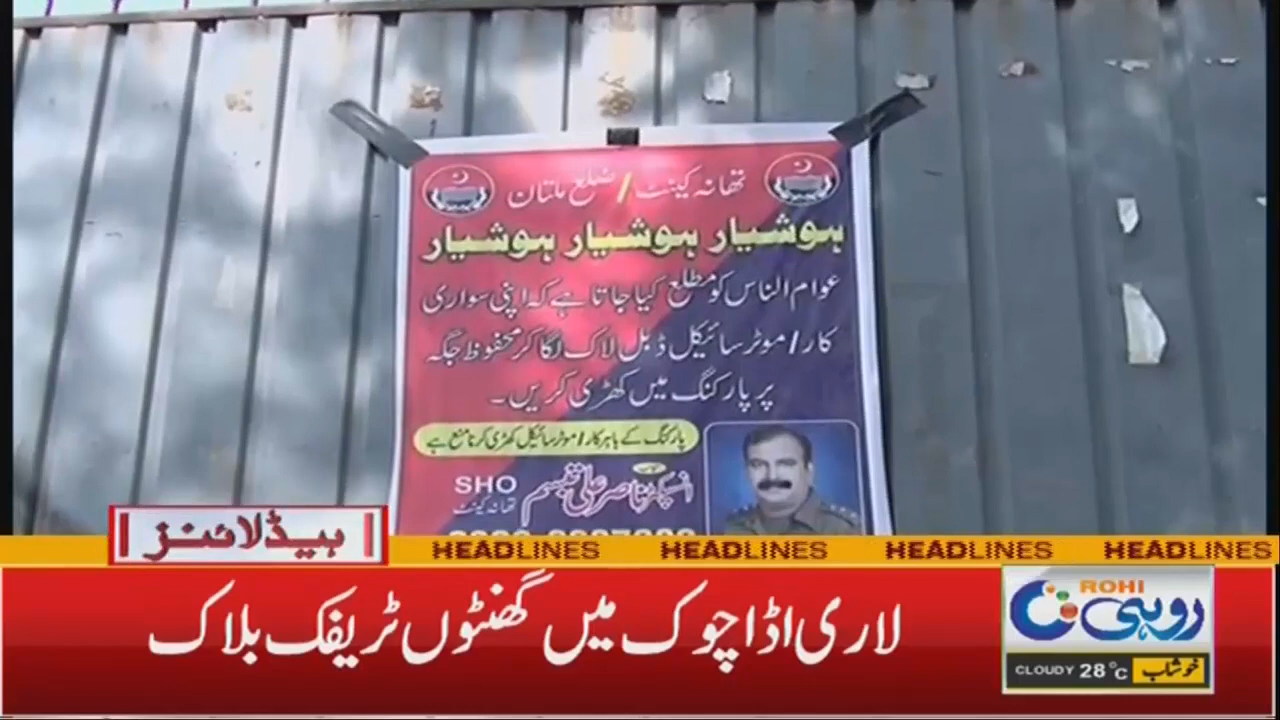 تھانہ کینٹ / ضلع ملتان
ہوشیار ہوشیار ہوشیار
عوام الناس کو مطلع کیا جاتا ہے کہ اپنی سواری
کار / موٹر سائیکل ڈبل لاک لگا کر محفوظ جگہ
پر پارکنگ میں کھڑی کریں۔
پارکنگ کے باہر کار / موٹر سائیکل کھڑی کرنا منع ہے
انسپکٹر ناصر علی تبسم SHO
تھانہ کینٹ
ہیڈلائنز
HEADLINES HEADLINES HEADLINES HEADLINES
لاری اڈا چوک میں گھنٹوں ٹریفک بلاک
ROHI
روہی
CLOUDY 28°C خوشاب